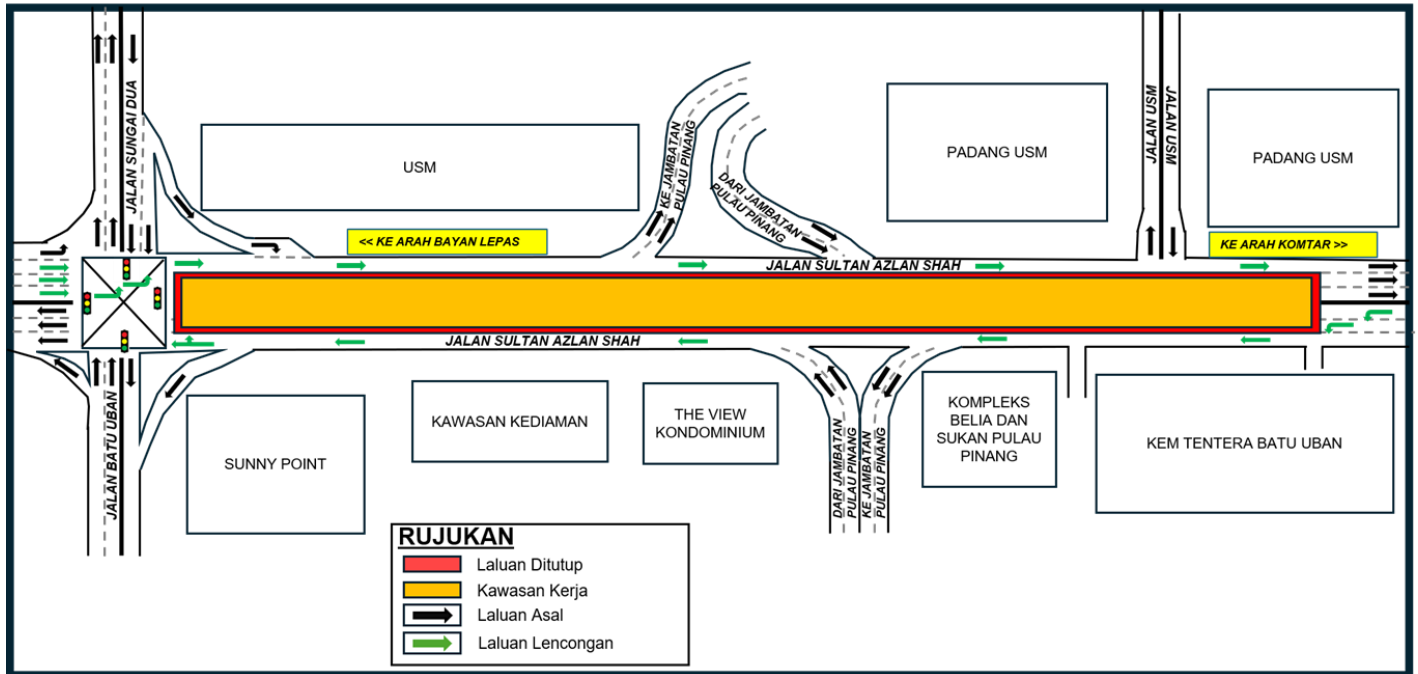 JALAN SUNGAI DUA
USM
<< KE ARAH BAYAN LEPAS
KE JAMBATAN
PULAU PINANG
DARI JAMBATAN
PULAU PINANG
PADANG USM
JALAN USM
JALAN USM
PADANG USM
KE ARAH KOMTAR >>
JALAN SULTAN AZLAN SHAH
JALAN SULTAN AZLAN SHAH
JALAN BATU UBAN
SUNNY POINT
KAWASAN KEDIAMAN
THE VIEW
KONDOMINIUM
DARI JAMBATAN
PULAU PINANG
KE JAMBATAN
PULAU PINANG
KOMPLEKS
BELIA DAN
SUKAN PULAU
PINANG
KEM TENTERA BATU UBAN
RUJUKAN
Laluan Ditutup
Kawasan Kerja
Laluan Asal
Laluan Lencongan